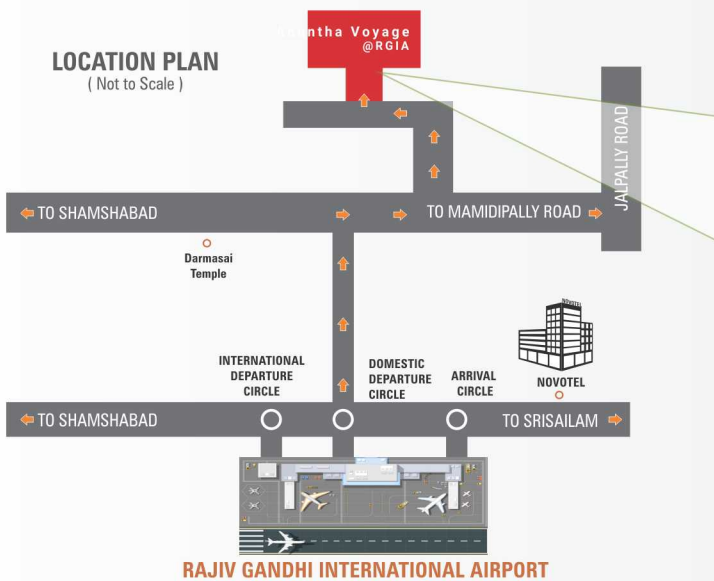 Voyage
@RGIA
LOCATION PLAN
( Not to Scale )
JALPALLY ROAD
TO SHAMSHABAD
TO MAMIDIPALLY ROAD
Darmasai
Temple
NOVOTEL
INTERNATIONAL
DEPARTURE
CIRCLE
DOMESTIC
DEPARTURE
CIRCLE
ARRIVAL
CIRCLE
NOVOTEL
TO SHAMSHABAD
TO SRISAILAM
RAJIV GANDHI INTERNATIONAL AIRPORT